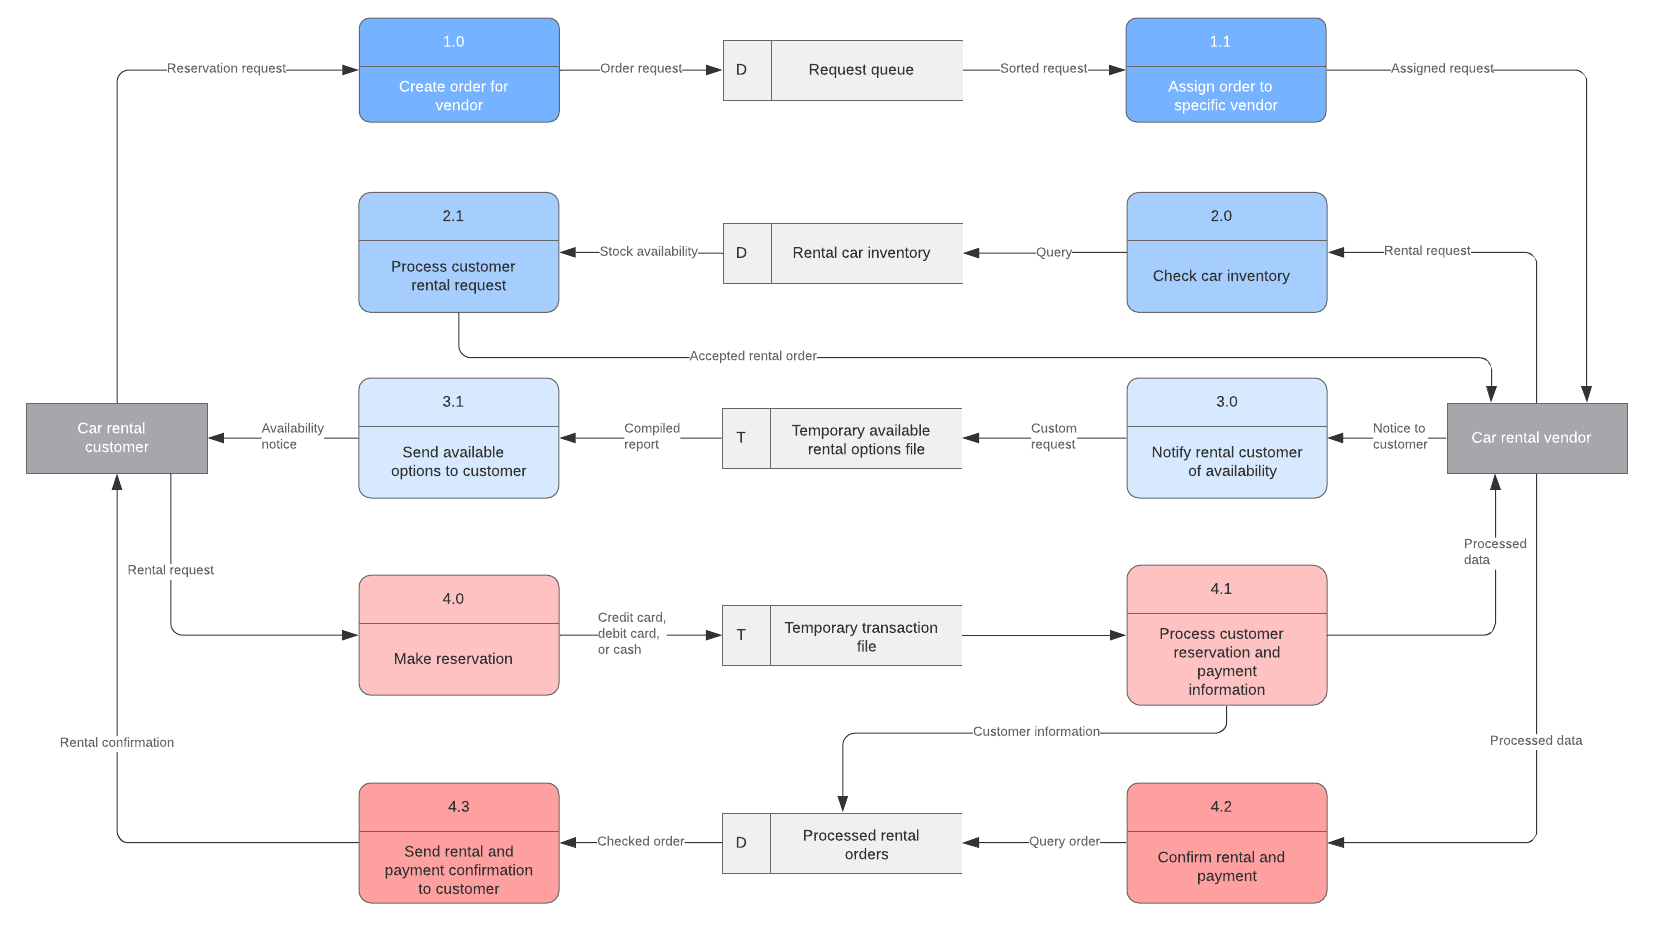 1.0
1.1
Reservation request
Order request
D
Request queue
Sorted request
Assigned request
Create order for
vendor
Assign order to
specific vendor
2.1
2.0
Stock availability
D
Rental car inventory
Query
Rental request
Process customer
rental request
Check car inventory
Accepted rental order
3.1
3.0
Car rental
customer
Availability
notice
Compiled
report
T
Temporary available
rental options file
Custom
request
Notice to
customer
Car rental vendor
Send available
options to customer
Notify rental customer
of availability
Rental request
Processed
data
4.0
4.1
Credit card,
debit card,
or cash
T
Temporary transaction
file
Make reservation
Process customer
reservation and
payment
information
Rental confirmation
Customer information
Processed data
4.3
4.2
Checked order
D
Processed rental
orders
Query order
Send rental and
payment confirmation
to customer
Confirm rental and
payment